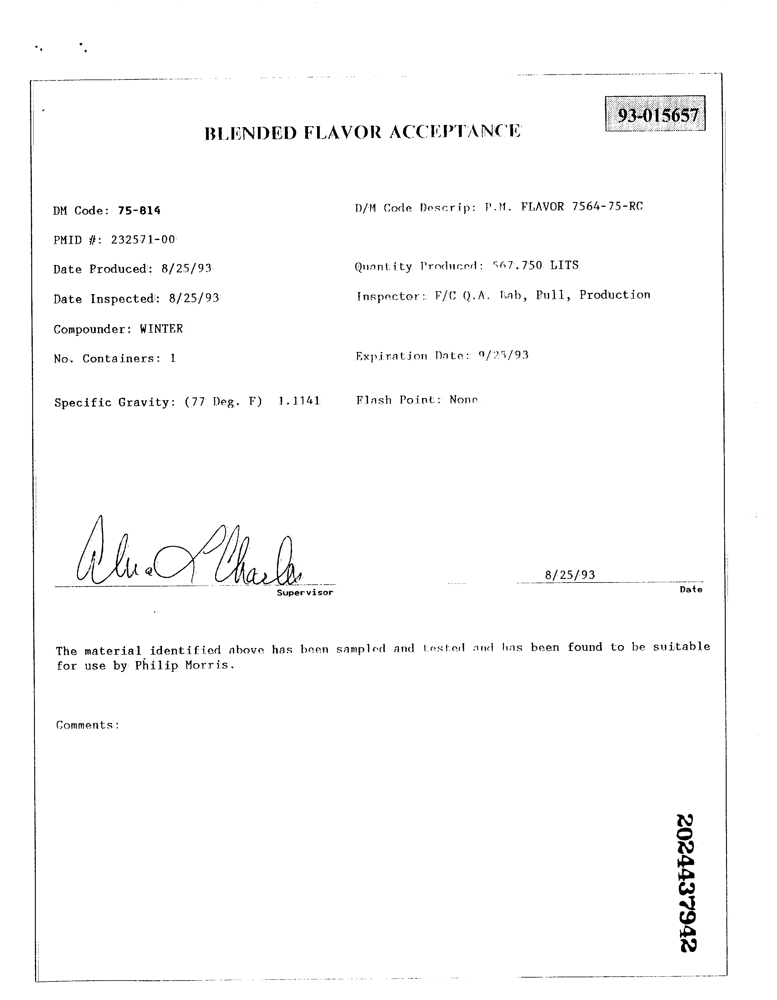 93-015657
BLENDED FLAVOR ACCEPTANCE
DM Code: 75-814 D/M Code Descrip: P.M. FLAVOR 7564-75-RC
PMID #: 232571-00
Date Produced: 8/25/93 Quantity Produced: 567.750 LITS
Date Inspected: 8/25/93 Inspector: F/C Q.A. Lab, Pull, Production
Compounder: WINTER
No. Containers: 1 Expiration Date: 9/25/93
Specific Gravity: (77 Deg. F) 1.1141 Flash Point: None
Charles 8/25/93
Supervisor Date
The material identified above has been sampled and tested and has been found to be suitable
for use by Philip Morris.
Comments:
2024437942